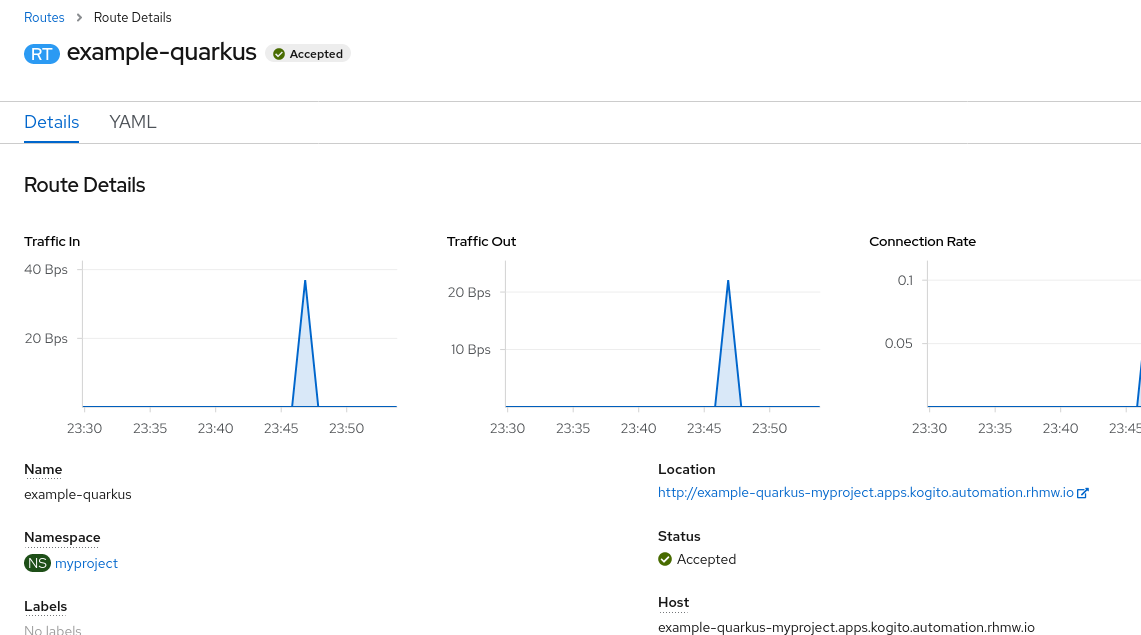 Routes > Route Details
RT example-quarkus Accepted
Details YAML
Route Details
Traffic In
40 Bps
20 Bps
23:30 23:35 23:40 23:45 23:50
Traffic Out
20 Bps
10 Bps
23:30 23:35 23:40 23:45 23:50
Connection Rate
0.1
0.05
23:30 23:35 23:40 23:45
Name
example-quarkus
Namespace
NS myproject
Labels
No labels
Location
http://example-quarkus-myproject.apps.kogito.automation.rhmw.io
Status
Accepted
Host
example-quarkus-myproject.apps.kogito.automation.rhmw.io